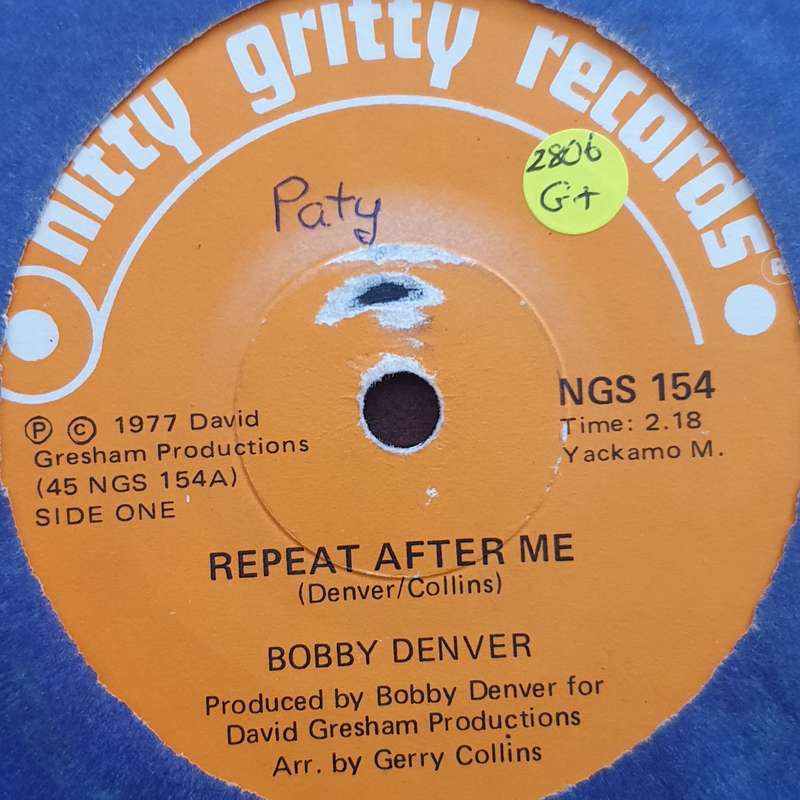 nitty gritty records
®
2806
G+
Paty
NGS 154
Time: 2.18
Yackamo M.
Ⓟ © 1977 David
Gresham Productions
(45 NGS 154A)
SIDE ONE
REPEAT AFTER ME
(Denver/Collins)
BOBBY DENVER
Produced by Bobby Denver for
David Gresham Productions
Arr. by Gerry Collins